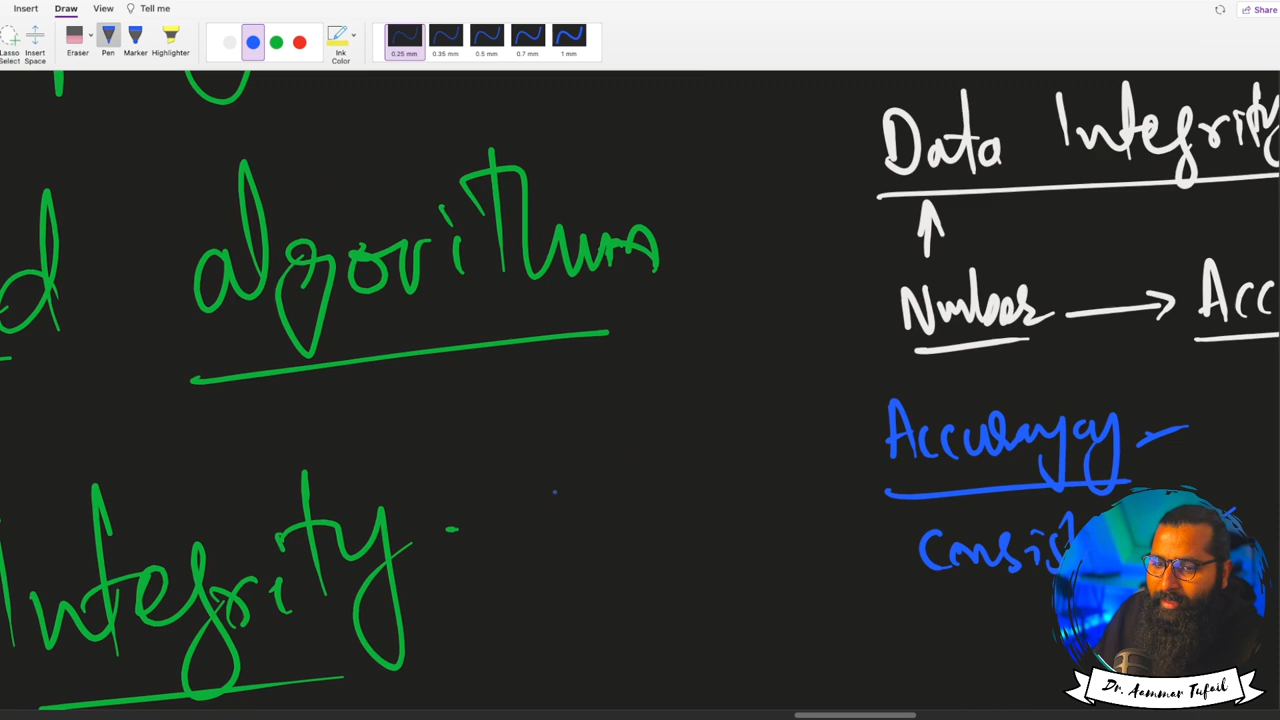 Insert Draw View Tell me Share
Lasso Select
Insert Space
Eraser
Pen
Marker
Highlighter
Ink Color
0.25 mm
0.35 mm
0.5 mm
0.7 mm
1 mm
Data Integrity
algorithms
Number → Acc
Accuracy -
Integrity -
Consist
Dr. Aammar Tufail